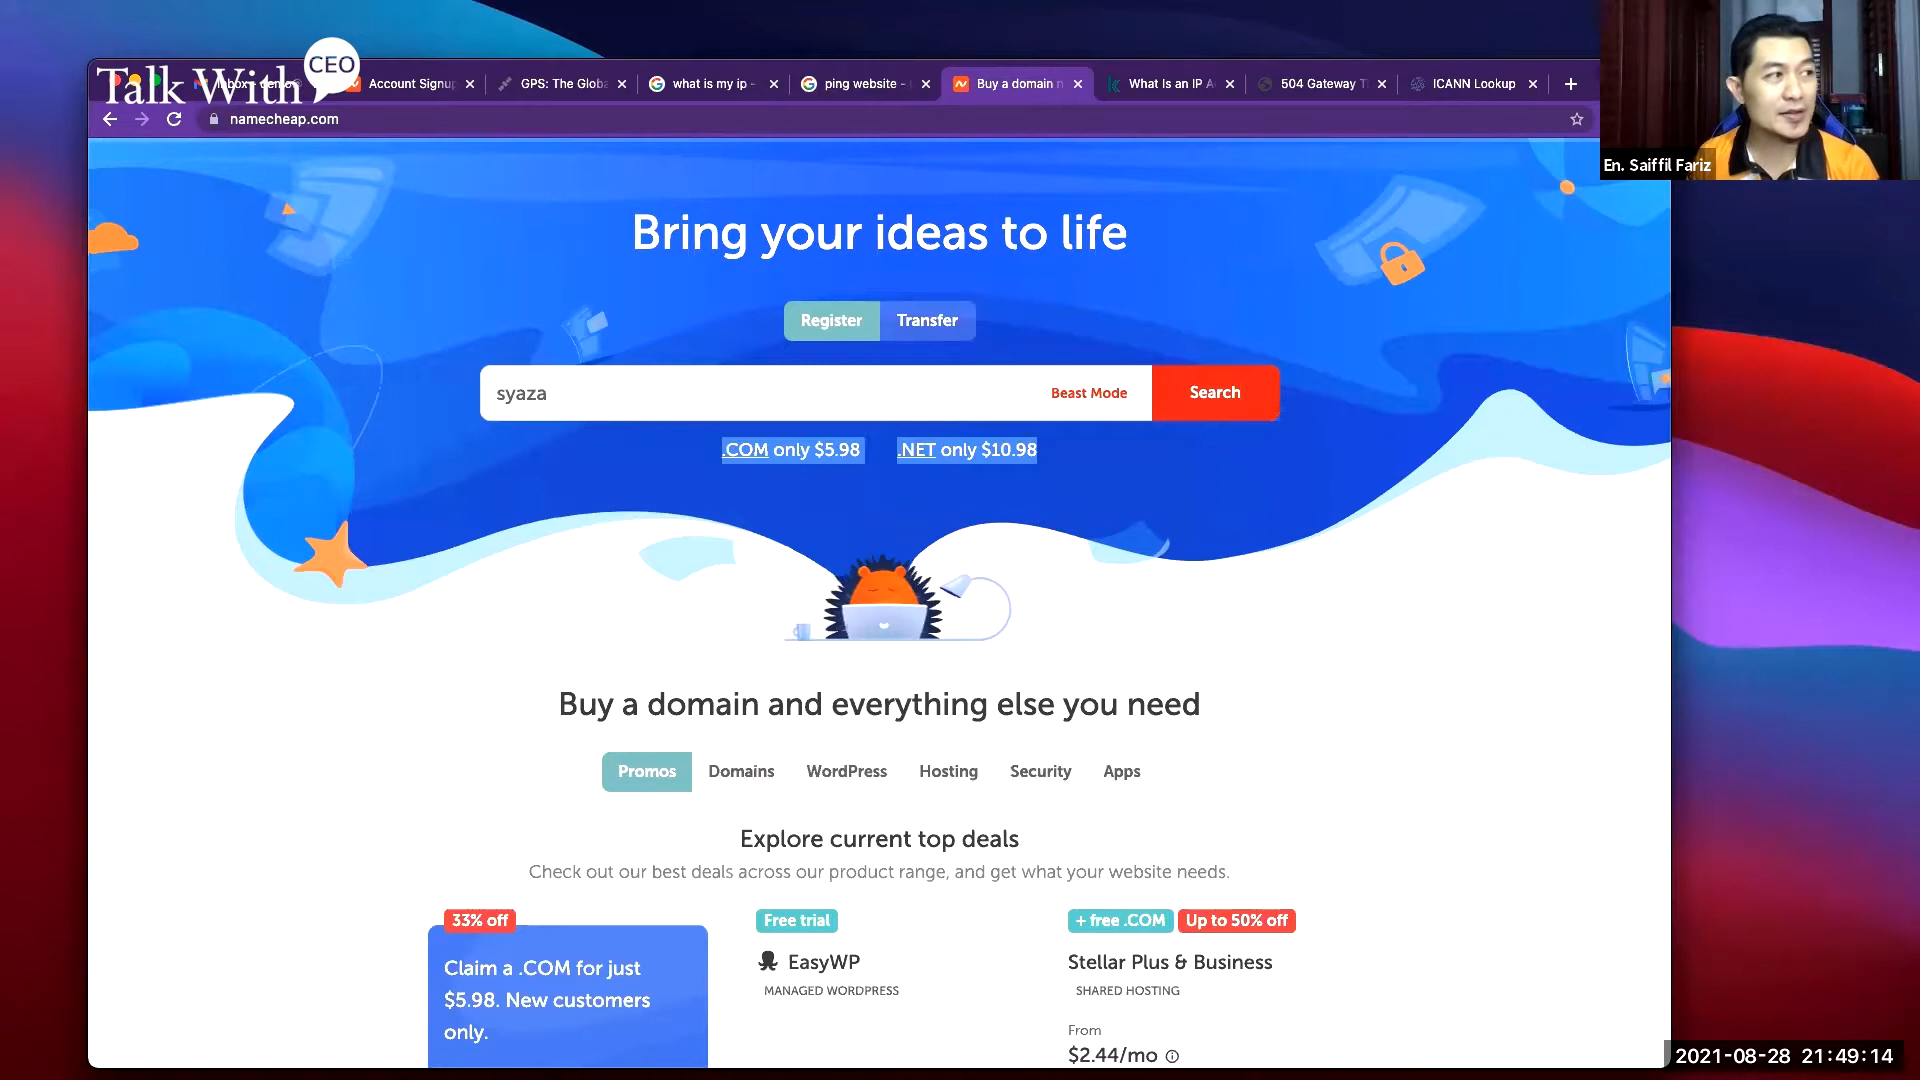 Talk With CEO
Account Signup
GPS: The Globa
what is my ip -
ping website -
Buy a domain n
What Is an IP A
504 Gateway T
ICANN Lookup
namecheap.com
En. Saiffil Fariz
Bring your ideas to life
Register Transfer
syaza Beast Mode Search
.COM only $5.98 .NET only $10.98
Buy a domain and everything else you need
Promos Domains WordPress Hosting Security Apps
Explore current top deals
Check out our best deals across our product range, and get what your website needs.
33% off
Claim a .COM for just
$5.98. New customers
only.
Free trial
EasyWP
MANAGED WORDPRESS
+ free .COM Up to 50% off
Stellar Plus & Business
SHARED HOSTING
From
$2.44/mo
2021-08-28 21:49:14